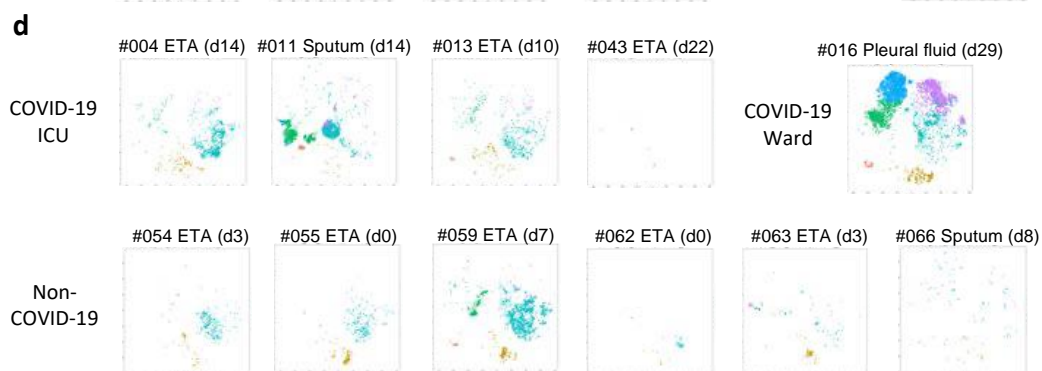 d
#004 ETA (d14) #011 Sputum (d14) #013 ETA (d10) #043 ETA (d22) #016 Pleural fluid (d29)
COVID-19
ICU
COVID-19
Ward
#054 ETA (d3) #055 ETA (d0) #059 ETA (d7) #062 ETA (d0) #063 ETA (d3) #066 Sputum (d8)
Non-
COVID-19